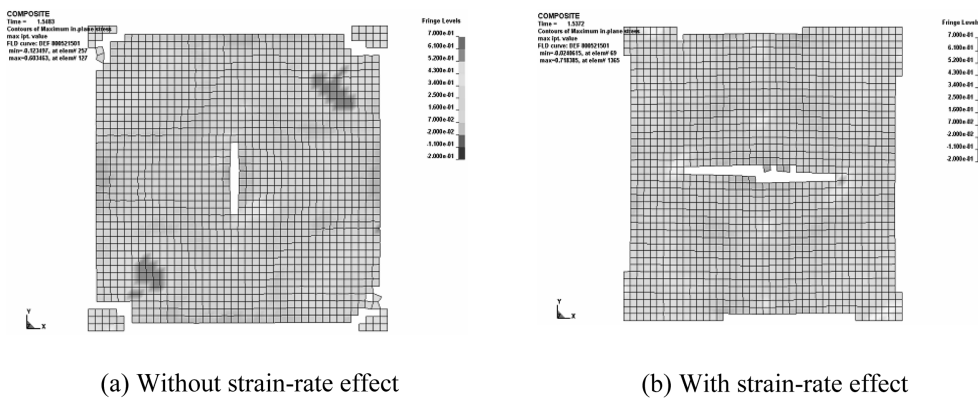 COMPOSITE
Time = 1.5483
Contours of Maximum in.plane stress
max ipt. value
FLD curve: DEF 000521501
min=-0.123497, at elem# 257
max=0.603463, at elem# 127
Fringe Levels
7.000e-01
6.100e-01
5.200e-01
4.300e-01
3.400e-01
2.500e-01
1.600e-01
7.000e-02
-2.000e-02
-1.100e-01
-2.000e-01
Y
X
(a) Without strain-rate effect
COMPOSITE
Time = 1.5372
Contours of Maximum in.plane stress
max ipt. value
FLD curve: DEF 000521501
min=-0.0240615, at elem# 69
max=0.718385, at elem# 1365
Fringe Levels
7.000e-01
6.100e-01
5.200e-01
4.300e-01
3.400e-01
2.500e-01
1.600e-01
7.000e-02
-2.000e-02
-1.100e-01
-2.000e-01
Y
X
(b) With strain-rate effect